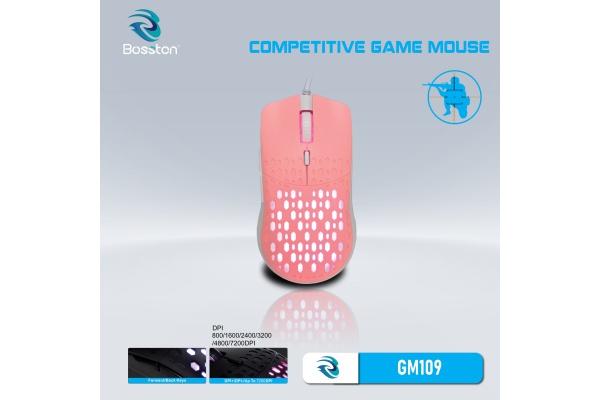 Bosston
COMPETITIVE GAME MOUSE
DPI
800/1600/2400/3200
/4800/7200DPI
Forward/Back Keys
GM109